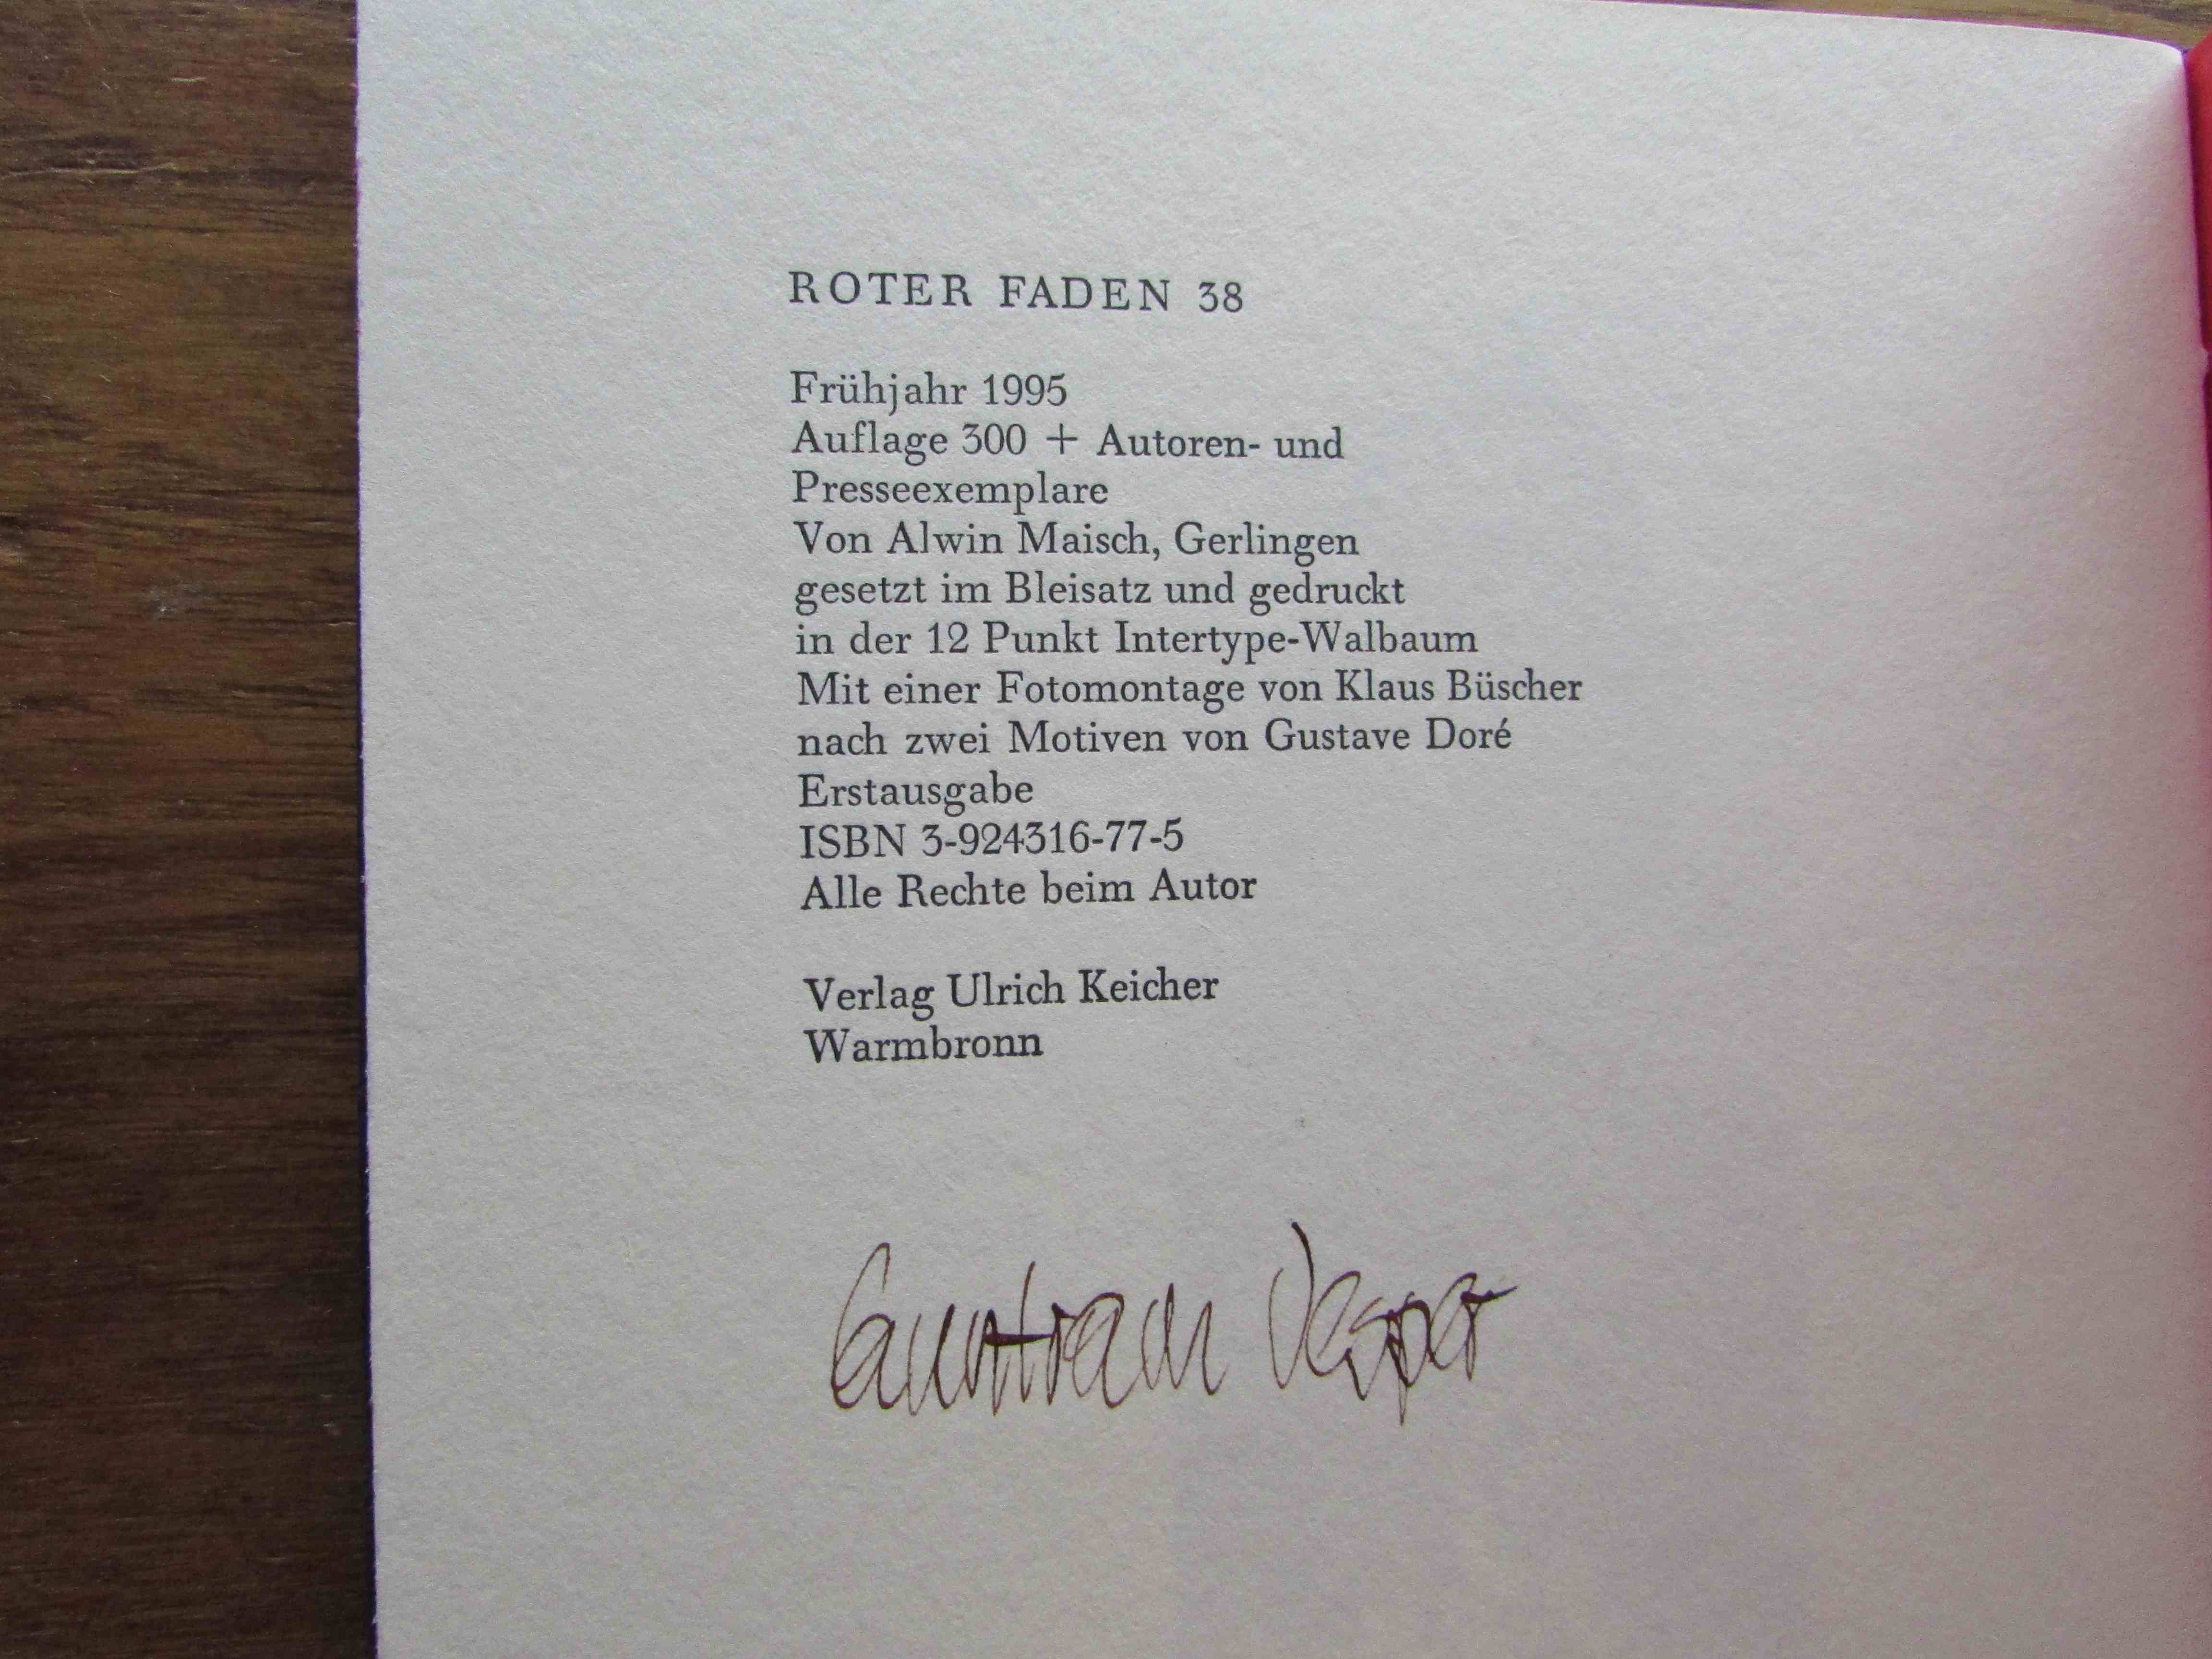 ROTER FADEN 38
Frühjahr 1995
Auflage 300 + Autoren- und
Presseexemplare
Von Alwin Maisch, Gerlingen
gesetzt im Bleisatz und gedruckt
in der 12 Punkt Intertype-Walbaum
Mit einer Fotomontage von Klaus Büscher
nach zwei Motiven von Gustave Doré
Erstausgabe
ISBN 3-924316-77-5
Alle Rechte beim Autor
Verlag Ulrich Keicher
Warmbronn
Guntram Vesper